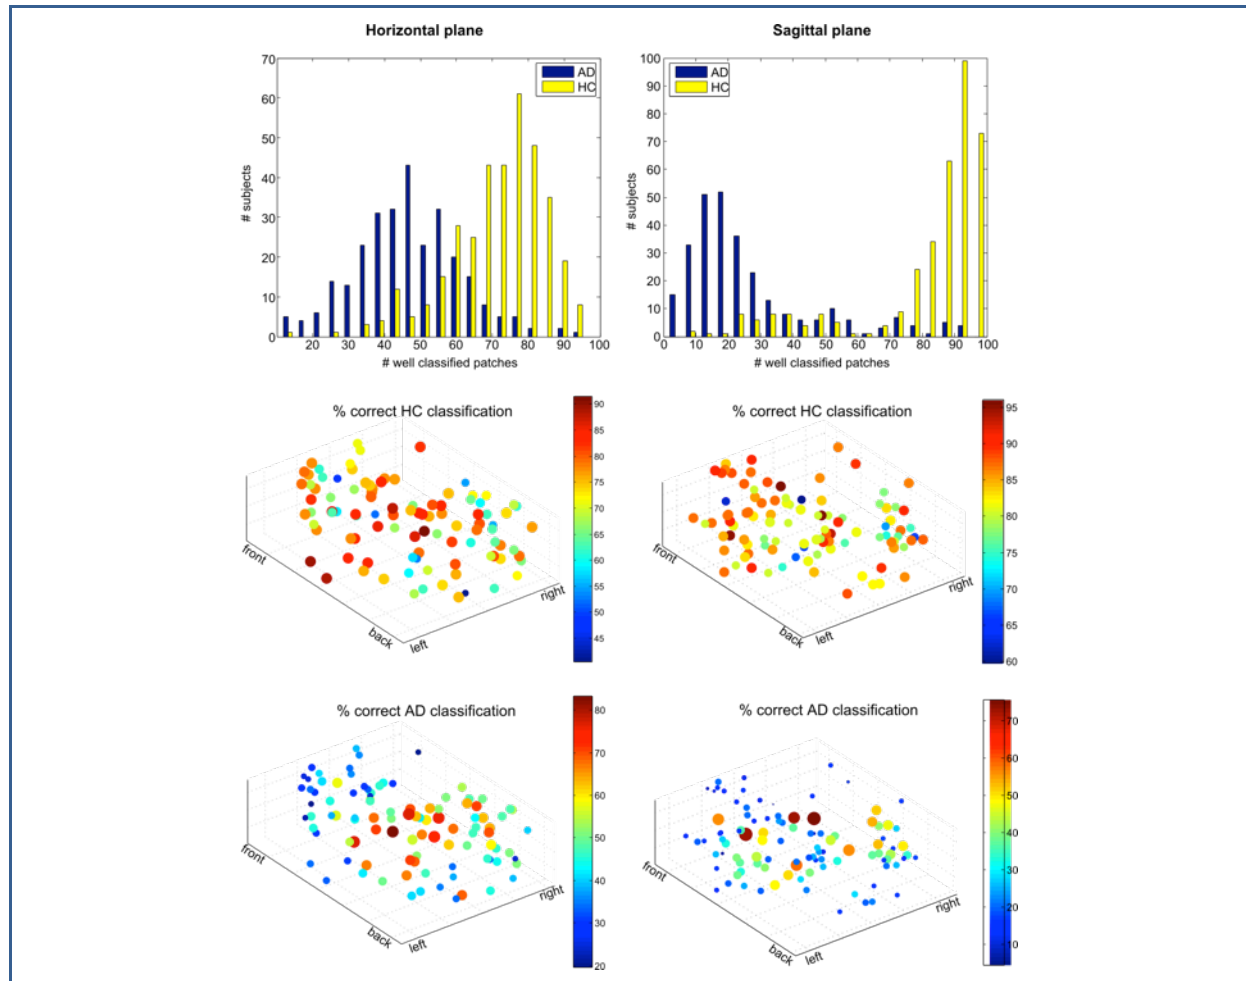 Horizontal plane
Sagittal plane
70
60
50
40
30
20
10
0
# subjects
AD
HC
20 30 40 50 60 70 80 90 100
# well classified patches
100
90
80
70
60
50
40
30
20
10
0
# subjects
AD
HC
0 10 20 30 40 50 60 70 80 90 100
# well classified patches
% correct HC classification
front
back
left
right
90
85
80
75
70
65
60
55
50
45
% correct HC classification
front
back
left
right
95
90
85
80
75
70
65
60
% correct AD classification
front
back
left
right
80
70
60
50
40
30
20
% correct AD classification
front
back
left
right
70
60
50
40
30
20
10